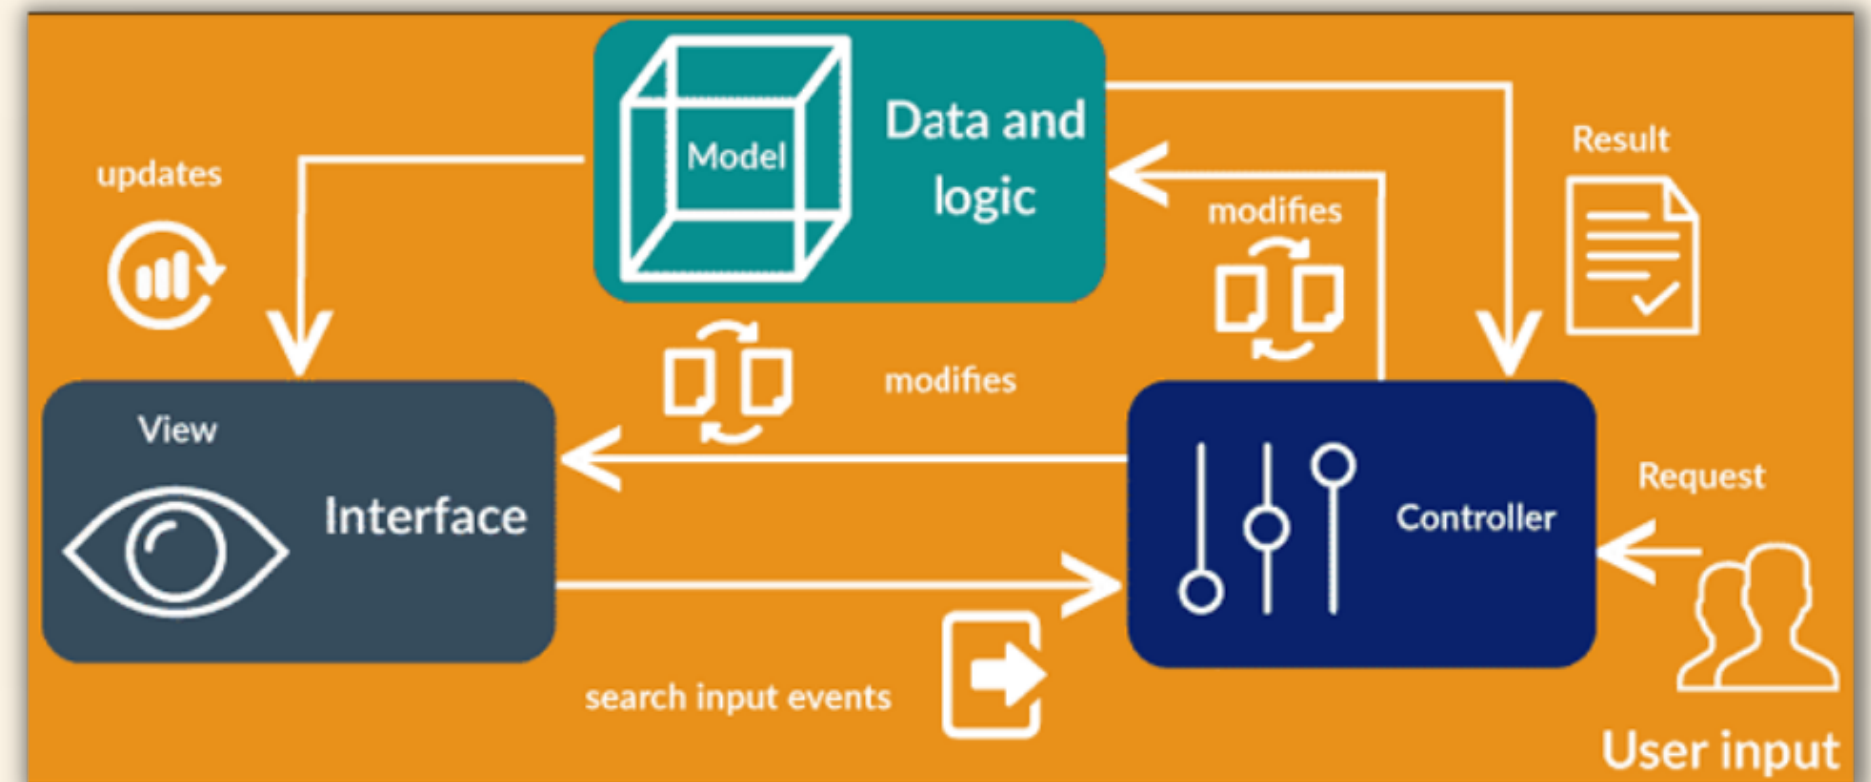 updates
Model
Data and
logic
Result
modifies
modifies
View
Interface
Controller
Request
search input events
User input